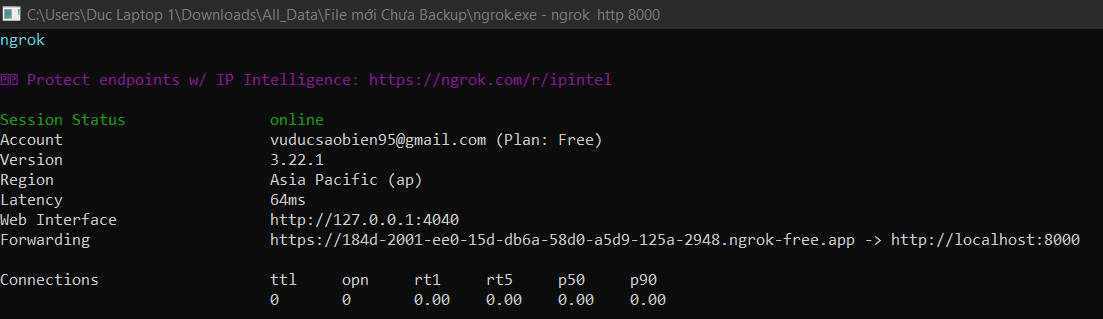 C:\Users\Duc Laptop 1\Downloads\All_Data\File mới Chưa Backup\ngrok.exe - ngrok  http 8000
ngrok
Protect endpoints w/ IP Intelligence: https://ngrok.com/r/ipintel
Session Status                online
Account                       vuducsaobien95@gmail.com (Plan: Free)
Version                       3.22.1
Region                        Asia Pacific (ap)
Latency                       64ms
Web Interface                 http://127.0.0.1:4040
Forwarding                    https://184d-2001-ee0-15d-db6a-58d0-a5d9-125a-2948.ngrok-free.app -> http://localhost:8000
Connections                   ttl     opn     rt1     rt5     p50     p90
                              0       0       0.00    0.00    0.00    0.00